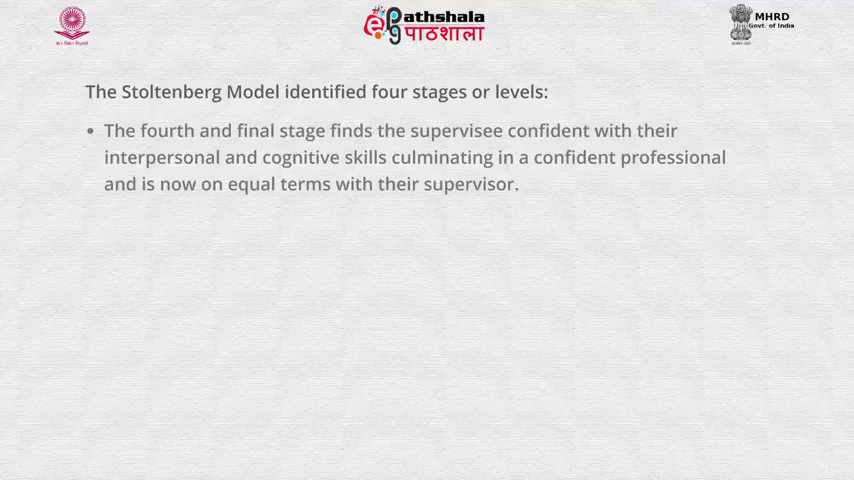 Pathshala
पाठशाला
MHRD
Govt. of India
The Stoltenberg Model identified four stages or levels:
• The fourth and final stage finds the supervisee confident with their
interpersonal and cognitive skills culminating in a confident professional
and is now on equal terms with their supervisor.